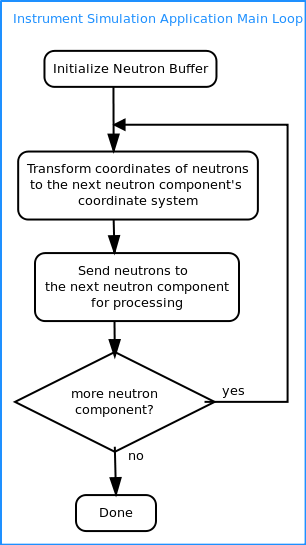 Instrument Simulation Application Main Loop
Initialize Neutron Buffer
Transform coordinates of neutrons
to the next neutron component's
coordinate system
Send neutrons to
the next neutron component
for processing
more neutron
component?
yes
no
Done